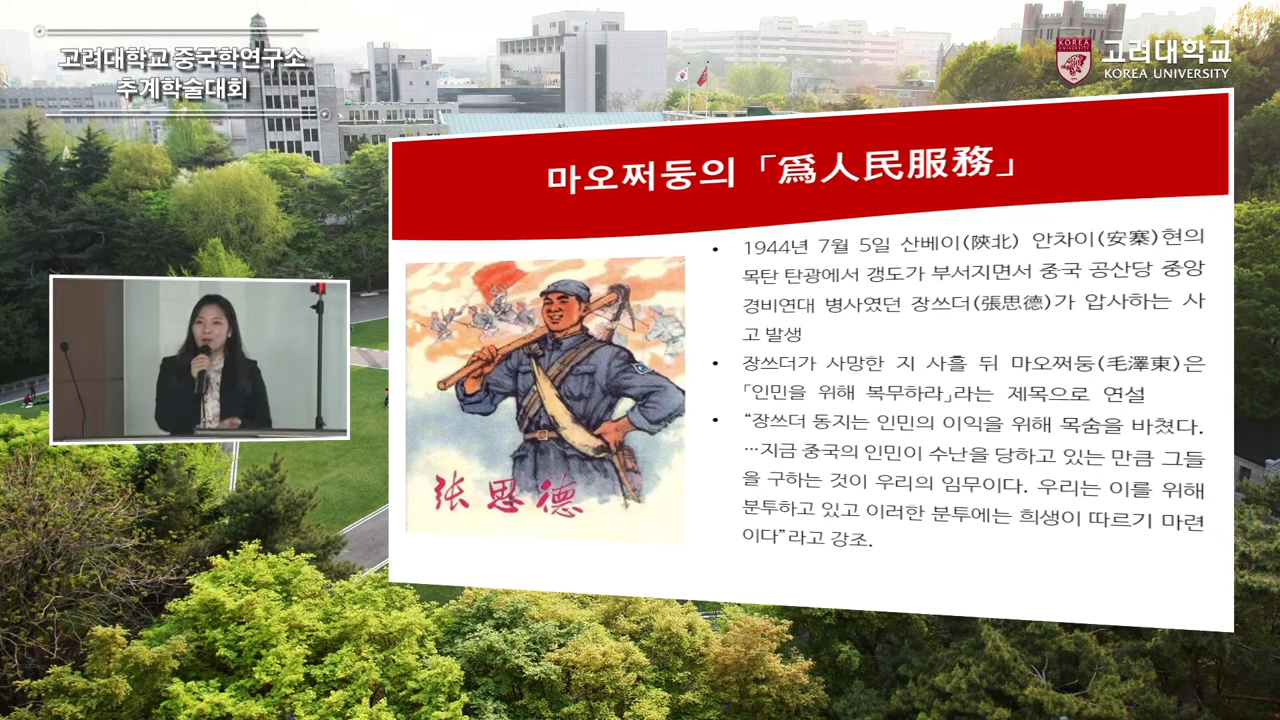 고려대학교 중국학연구소
추계학술대회
KOREA
UNIVERSITY
고려대학교
KOREA UNIVERSITY
마오쩌둥의 「爲人民服務」
• 1944년 7월 5일 산베이(陝北) 안차이(安寨)현의
목탄 탄광에서 갱도가 부서지면서 중국 공산당 중앙
경비연대 병사였던 장쓰더(張思德)가 압사하는 사
고 발생
• 장쓰더가 사망한 지 사흘 뒤 마오쩌둥(毛澤東)은
「인민을 위해 복무하라」라는 제목으로 연설
• “장쓰더 동지는 인민의 이익을 위해 목숨을 바쳤다.
…지금 중국의 인민이 수난을 당하고 있는 만큼 그들
을 구하는 것이 우리의 임무이다. 우리는 이를 위해
분투하고 있고 이러한 분투에는 희생이 따르기 마련
이다”라고 강조.
张思德